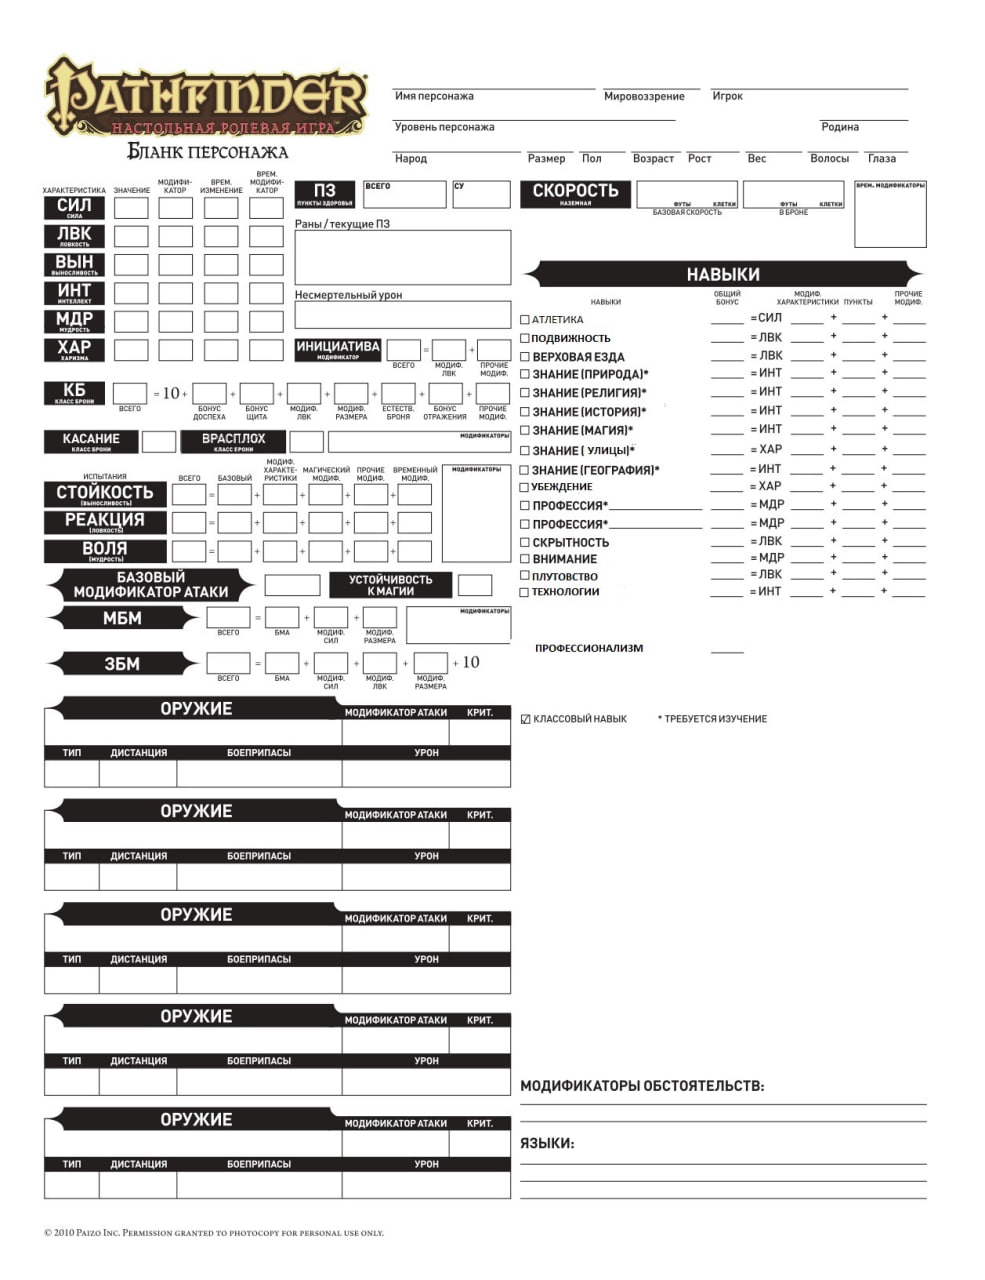 PATHFINDER
НАСТОЛЬНАЯ РОЛЕВАЯ ИГРА™
БЛАНК ПЕРСОНАЖА
Имя персонажа Мировоззрение Игрок
Уровень персонажа Родина
Народ Размер Пол Возраст Рост Вес Волосы Глаза
ХАРАКТЕРИСТИКА ЗНАЧЕНИЕ МОДИФИ-КАТОР ВРЕМ. ИЗМЕНЕНИЕ ВРЕМ. МОДИФИ-КАТОР
СИЛ
СИЛА
ЛВК
ЛОВКОСТЬ
ВЫН
ВЫНОСЛИВОСТЬ
ИНТ
ИНТЕЛЛЕКТ
МДР
МУДРОСТЬ
ХАР
ХАРИЗМА
ПЗ
ПУНКТЫ ЗДОРОВЬЯ
ВСЕГО СУ
Раны / текущие ПЗ
Несмертельный урон
ИНИЦИАТИВА
МОДИФИКАТОР
= +
ВСЕГО МОДИФ. ЛВК ПРОЧИЕ МОДИФ.
СКОРОСТЬ
НАЗЕМНАЯ
ФУТЫ КЛЕТКИ ФУТЫ КЛЕТКИ
БАЗОВАЯ СКОРОСТЬ В БРОНЕ
ВРЕМ. МОДИФИКАТОРЫ
КБ
КЛАСС БРОНИ
= 10 + + + + + + +
ВСЕГО БОНУС ДОСПЕХА БОНУС ЩИТА МОДИФ. ЛВК МОДИФ. РАЗМЕРА ЕСТЕСТВ. БРОНЯ БОНУС ОТРАЖЕНИЯ ПРОЧИЕ МОДИФ.
КАСАНИЕ
КЛАСС БРОНИ
ВРАСПЛОХ
КЛАСС ЕРОНИ
МОДИФИКАТОРЫ
ИСПЫТАНИЯ ВСЕГО БАЗОВЫЙ МОДИФ. ХАРАКТЕ-РИСТИКИ МАГИЧЕСКИЙ МОДИФ. ПРОЧИЕ МОДИФ. ВРЕМЕННЫЙ МОДИФ. МОДИФИКАТОРЫ
СТОЙКОСТЬ = + + + +
(ВЫНОСЛИВОСТЬ)
РЕАКЦИЯ = + + + +
(ЛОВКОСТЬ)
ВОЛЯ = + + + +
(МУДРОСТЬ)
БАЗОВЫЙ
МОДИФИКАТОР АТАКИ
УСТОЙЧИВОСТЬ
К МАГИИ
МБМ = + +
ВСЕГО БМА МОДИФ. СИЛ МОДИФ. РАЗМЕРА
МОДИФИКАТОРЫ
ЗБМ = + + + + 10
ВСЕГО БМА МОДИФ. СИЛ МОДИФ. ЛВК МОДИФ. РАЗМЕРА
ОРУЖИЕ МОДИФИКАТОР АТАКИ КРИТ.
ТИП ДИСТАНЦИЯ БОЕПРИПАСЫ УРОН
ОРУЖИЕ МОДИФИКАТОР АТАКИ КРИТ.
ТИП ДИСТАНЦИЯ БОЕПРИПАСЫ УРОН
ОРУЖИЕ МОДИФИКАТОР АТАКИ КРИТ.
ТИП ДИСТАНЦИЯ БОЕПРИПАСЫ УРОН
ОРУЖИЕ МОДИФИКАТОР АТАКИ КРИТ.
ТИП ДИСТАНЦИЯ БОЕПРИПАСЫ УРОН
ОРУЖИЕ МОДИФИКАТОР АТАКИ КРИТ.
ТИП ДИСТАНЦИЯ БОЕПРИПАСЫ УРОН
НАВЫКИ
НАВЫКИ ОБЩИЙ БОНУС МОДИФ. ХАРАКТЕРИСТИКИ ПУНКТЫ ПРОЧИЕ МОДИФ.
АТЛЕТИКА =СИЛ + +
ПОДВИЖНОСТЬ =ЛВК + +
ВЕРХОВАЯ ЕЗДА =ЛВК + +
ЗНАНИЕ (ПРИРОДА)* =ИНТ + +
ЗНАНИЕ (РЕЛИГИЯ)* =ИНТ + +
ЗНАНИЕ (ИСТОРИЯ)* =ИНТ + +
ЗНАНИЕ (МАГИЯ)* =ИНТ + +
ЗНАНИЕ ( УЛИЦЫ)* =ХАР + +
ЗНАНИЕ (ГЕОГРАФИЯ)* =ИНТ + +
УБЕЖДЕНИЕ =ХАР + +
ПРОФЕССИЯ* =МДР + +
ПРОФЕССИЯ* =МДР + +
СКРЫТНОСТЬ =ЛВК + +
ВНИМАНИЕ =МДР + +
ПЛУТОВСТВО =ЛВК + +
ТЕХНОЛОГИИ =ИНТ + +
ПРОФЕССИОНАЛИЗМ
КЛАССОВЫЙ НАВЫК * ТРЕБУЕТСЯ ИЗУЧЕНИЕ
МОДИФИКАТОРЫ ОБСТОЯТЕЛЬСТВ:
ЯЗЫКИ:
© 2010 PAIZO INC. PERMISSION GRANTED TO PHOTOCOPY FOR PERSONAL USE ONLY.